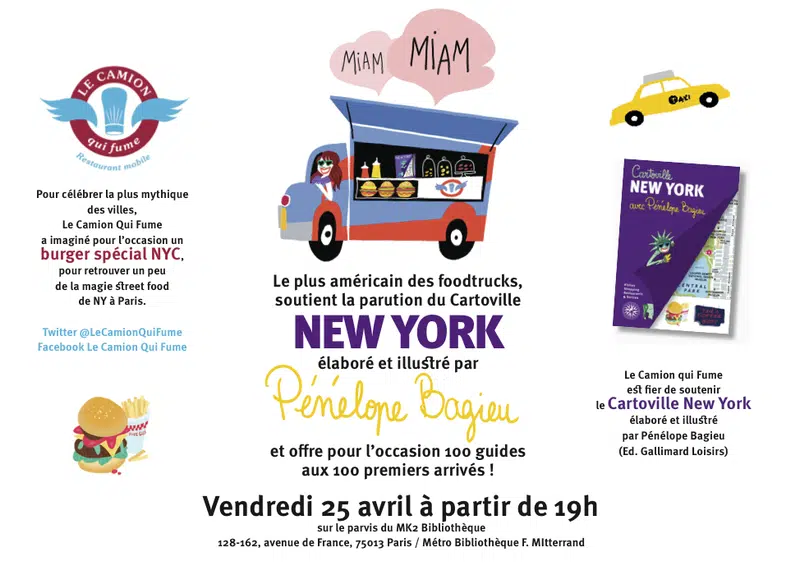 LE CAMION
qui fume
Restaurant mobile
Pour célébrer la plus mythique
des villes,
Le Camion Qui Fume
a imaginé pour l'occasion un
burger spécial NYC,
pour retrouver un peu
de la magie street food
de NY à Paris.
Twitter @LeCamionQuiFume
Facebook Le Camion Qui Fume
MIAM
MIAM
Le plus américain des foodtrucks,
soutient la parution du Cartoville
NEW YORK
élaboré et illustré par
Pénélope Bagieu
et offre pour l'occasion 100 guides
aux 100 premiers arrivés !
TAXI
Cartoville
NEW YORK
avec Pénélope Bagieu
CENTRAL
PARK
Le Camion qui Fume
est fier de soutenir
le Cartoville New York
élaboré et illustré
par Pénélope Bagieu
(Ed. Gallimard Loisirs)
Vendredi 25 avril à partir de 19h
sur le parvis du MK2 Bibliothèque
128-162, avenue de France, 75013 Paris / Métro Bibliothèque F. MItterrand